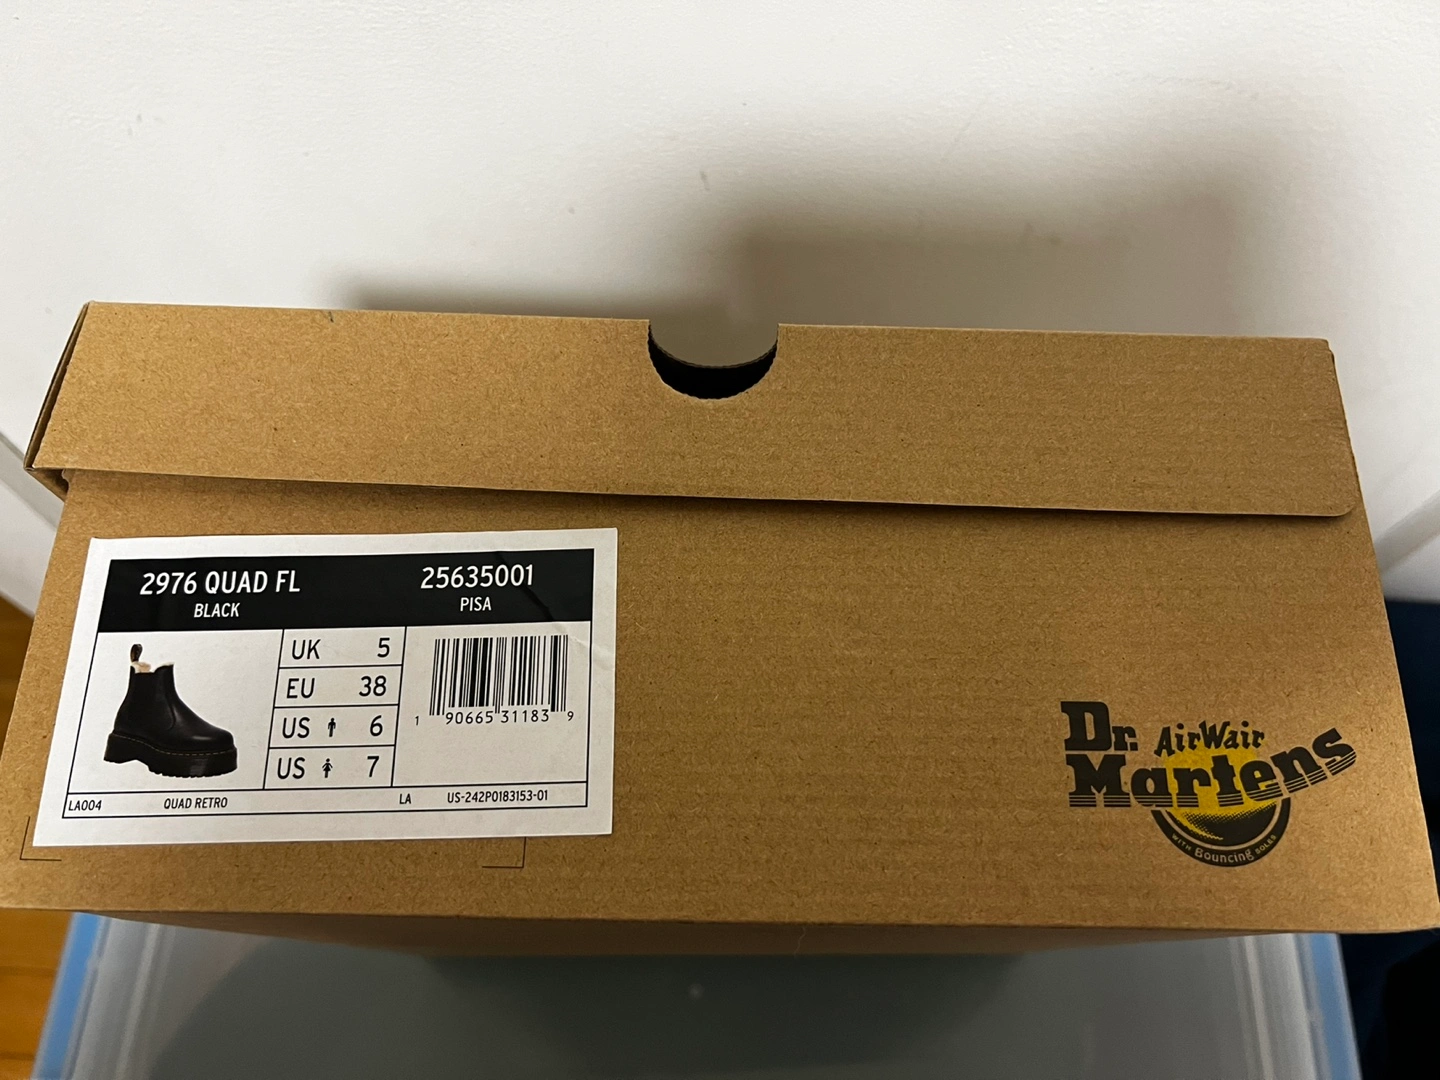 2976 QUAD FL
BLACK
25635001
PISA
UK 5
EU 38
US 6
US 7
1 90665 31183 9
LA004 QUAD RETRO LA US-242P0183153-01
Dr. AirWair
Martens
WITH Bouncing SOLES